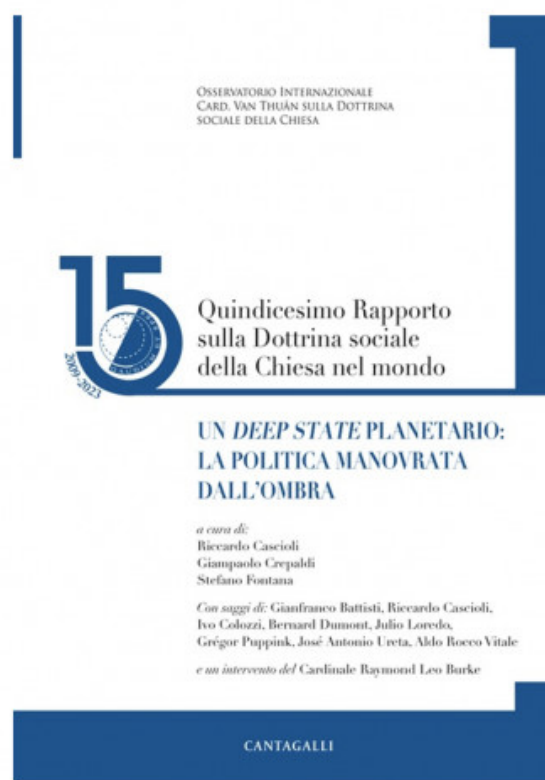 OSSERVATORIO INTERNAZIONALE
CARD. VAN THUÂN SULLA DOTTRINA
SOCIALE DELLA CHIESA
15
2009-2023
Quindicesimo Rapporto
sulla Dottrina sociale
della Chiesa nel mondo
UN DEEP STATE PLANETARIO:
LA POLITICA MANOVRATA
DALL'OMBRA
a cura di:
Riccardo Cascioli
Giampaolo Crepaldi
Stefano Fontana
Con saggi di: Gianfranco Battisti, Riccardo Cascioli,
Ivo Colozzi, Bernard Dumont, Julio Loredo,
Grégor Puppink, José Antonio Ureta, Aldo Rocco Vitale
e un intervento del Cardinale Raymond Leo Burke
CANTAGALLI